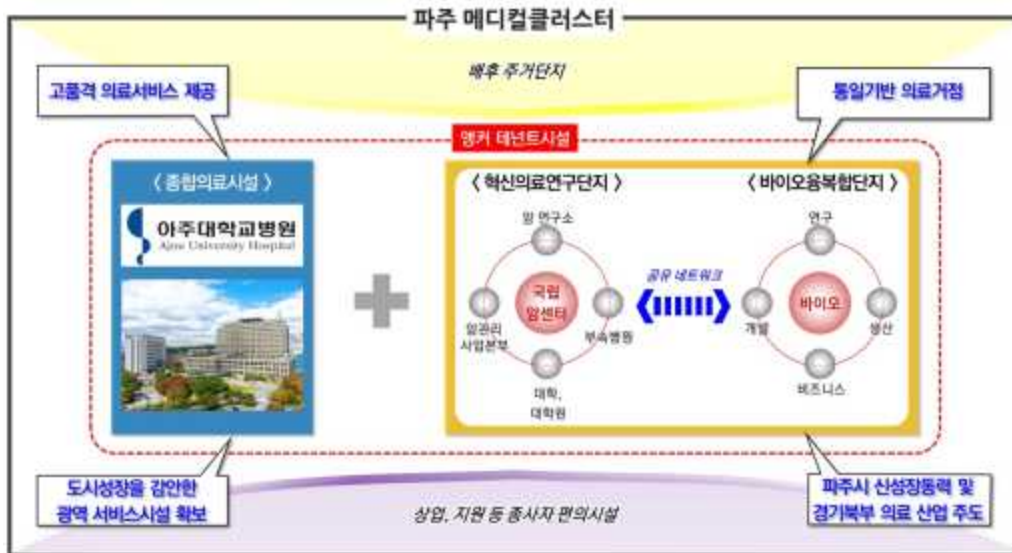 파주 메디컬클러스터
배후 주거단지
고품격 의료서비스 제공
통일기반 의료거점
앵커 테넌트시설
< 종합의료시설 >
아주대학교병원
Ajou University Hospital
< 혁신의료연구단지 >
암 연구소
국립
암센터
암관리
사업본부
부속병원
대학,
대학원
공유 네트워크
< 바이오융복합단지 >
연구
바이오
개발
생산
비즈니스
도시성장을 감안한
광역 서비스시설 확보
상업, 지원 등 종사자 편의시설
파주시 신성장동력 및
경기북부 의료 산업 주도